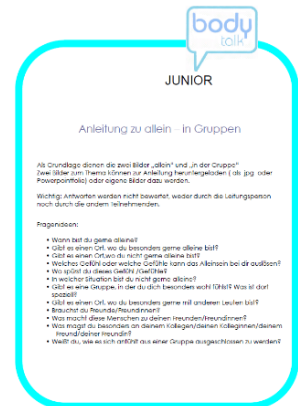 body
talk
JUNIOR
Anleitung zu allein – in Gruppen
Als Grundlage dienen die zwei Bilder „allein" und „in der Gruppe"
Zwei Bilder zum Thema können zur Anleitung heruntergeladen ( als .jpg oder
Powerpointfolie) oder eigene Bilder dazu werden.
Wichtig: Antworten werden nicht bewertet, weder durch die Leitungsperson
noch durch die andern Teilnehmenden.
Frageideen:
• Wann bist du gerne alleine?
• Gibt es einen Ort, wo du besonders gerne alleine bist?
• Gibt es einen Ort,wo du nicht gerne alleine bist?
• Welches Gefühl oder welche Gefühle kann das Alleinsein bei dir auslösen?
• Wo spürst du dieses Gefühl /Gefühle?
• In welcher Situation bist du nicht gerne alleine?
• Gibt es eine Gruppe, in der du dich besonders wohl fühlst? Was ist dort
speziell?
• Gibt es einen Ort, wo du besonders gerne mit anderen Leuten bist?
• Brauchst du Freunde/Freundinnen?
• Was macht diese Menschen zu deinen Freunden/Freundinnen?
• Was magst du besonders an deinem Kollegen/deinen Kolleginnen/deinem
Freund/deiner Freundin?
• Weißt du, wie es sich anfühlt aus einer Gruppe ausgeschlossen zu werden?